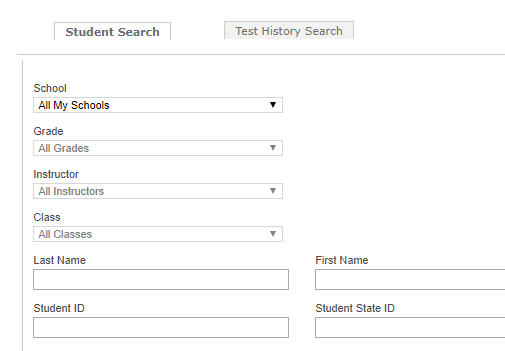 Student Search
Test History Search
School
All My Schools
Grade
All Grades
Instructor
All Instructors
Class
All Classes
Last Name
First Name
Student ID
Student State ID